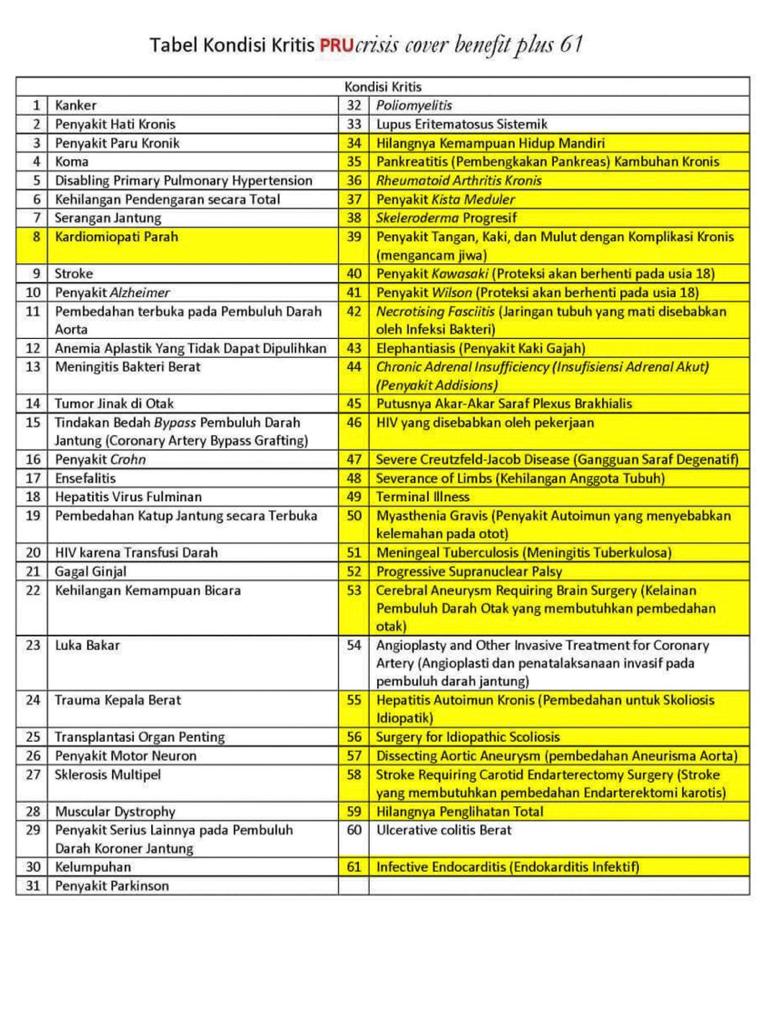 Tabel Kondisi Kritis PRUcrisis cover benefit plus 61
Kondisi Kritis
1 Kanker 32 Poliomyelitis
2 Penyakit Hati Kronis 33 Lupus Eritematosus Sistemik
3 Penyakit Paru Kronik 34 Hilangnya Kemampuan Hidup Mandiri
4 Koma 35 Pankreatitis (Pembengkakan Pankreas) Kambuhan Kronis
5 Disabling Primary Pulmonary Hypertension 36 Rheumatoid Arthritis Kronis
6 Kehilangan Pendengaran secara Total 37 Penyakit Kista Meduler
7 Serangan Jantung 38 Skeleroderma Progresif
8 Kardiomiopati Parah 39 Penyakit Tangan, Kaki, dan Mulut dengan Komplikasi Kronis
(mengancam jiwa)
9 Stroke 40 Penyakit Kawasaki (Proteksi akan berhenti pada usia 18)
10 Penyakit Alzheimer 41 Penyakit Wilson (Proteksi akan berhenti pada usia 18)
11 Pembedahan terbuka pada Pembuluh Darah 42 Necrotising Fasciitis (Jaringan tubuh yang mati disebabkan
Aorta oleh Infeksi Bakteri)
12 Anemia Aplastik Yang Tidak Dapat Dipulihkan 43 Elephantiasis (Penyakit Kaki Gajah)
13 Meningitis Bakteri Berat 44 Chronic Adrenal Insufficiency (Insufisiensi Adrenal Akut)
(Penyakit Addisions)
14 Tumor Jinak di Otak 45 Putusnya Akar-Akar Saraf Plexus Brakhialis
15 Tindakan Bedah Bypass Pembuluh Darah 46 HIV yang disebabkan oleh pekerjaan
Jantung (Coronary Artery Bypass Grafting)
16 Penyakit Crohn 47 Severe Creutzfeld-Jacob Disease (Gangguan Saraf Degenatif)
17 Ensefalitis 48 Severance of Limbs (Kehilangan Anggota Tubuh)
18 Hepatitis Virus Fulminan 49 Terminal Illness
19 Pembedahan Katup Jantung secara Terbuka 50 Myasthenia Gravis (Penyakit Autoimun yang menyebabkan
kelemahan pada otot)
20 HIV karena Transfusi Darah 51 Meningeal Tuberculosis (Meningitis Tuberkulosa)
21 Gagal Ginjal 52 Progressive Supranuclear Palsy
22 Kehilangan Kemampuan Bicara 53 Cerebral Aneurysm Requiring Brain Surgery (Kelainan
Pembuluh Darah Otak yang membutuhkan pembedahan
otak)
23 Luka Bakar 54 Angioplasty and Other Invasive Treatment for Coronary
Artery (Angioplasti dan penatalaksanaan invasif pada
pembuluh darah jantung)
24 Trauma Kepala Berat 55 Hepatitis Autoimun Kronis (Pembedahan untuk Skoliosis
Idiopatik)
25 Transplantasi Organ Penting 56 Surgery for Idiopathic Scoliosis
26 Penyakit Motor Neuron 57 Dissecting Aortic Aneurysm (pembedahan Aneurisma Aorta)
27 Sklerosis Multipel 58 Stroke Requiring Carotid Endarterectomy Surgery (Stroke
yang membutuhkan pembedahan Endarterektomi karotis)
28 Muscular Dystrophy 59 Hilangnya Penglihatan Total
29 Penyakit Serius Lainnya pada Pembuluh 60 Ulcerative colitis Berat
Darah Koroner Jantung
30 Kelumpuhan 61 Infective Endocarditis (Endokarditis Infektif)
31 Penyakit Parkinson